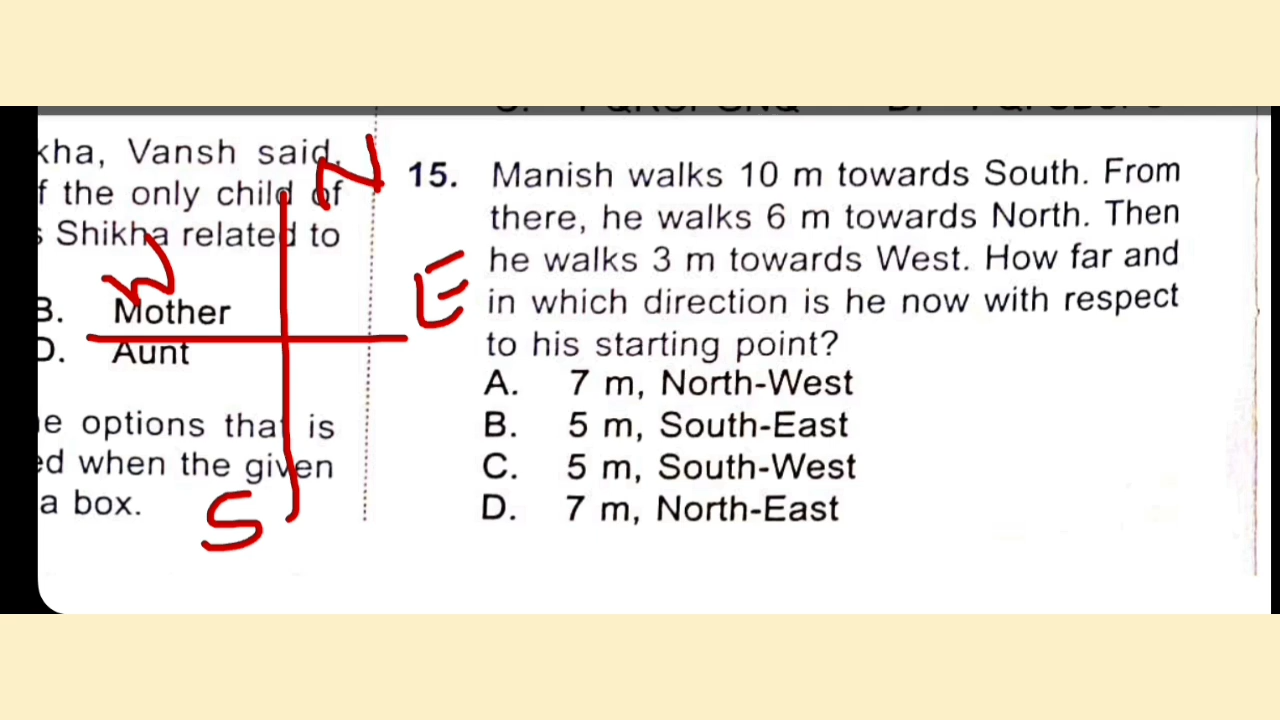 kha, Vansh said,
f the only child of
s Shikha related to
B. Mother
D. Aunt
e options that is
ed when the given
a box.
N
W
E
S
15. Manish walks 10 m towards South. From
there, he walks 6 m towards North. Then
he walks 3 m towards West. How far and
in which direction is he now with respect
to his starting point?
A. 7 m, North-West
B. 5 m, South-East
C. 5 m, South-West
D. 7 m, North-East